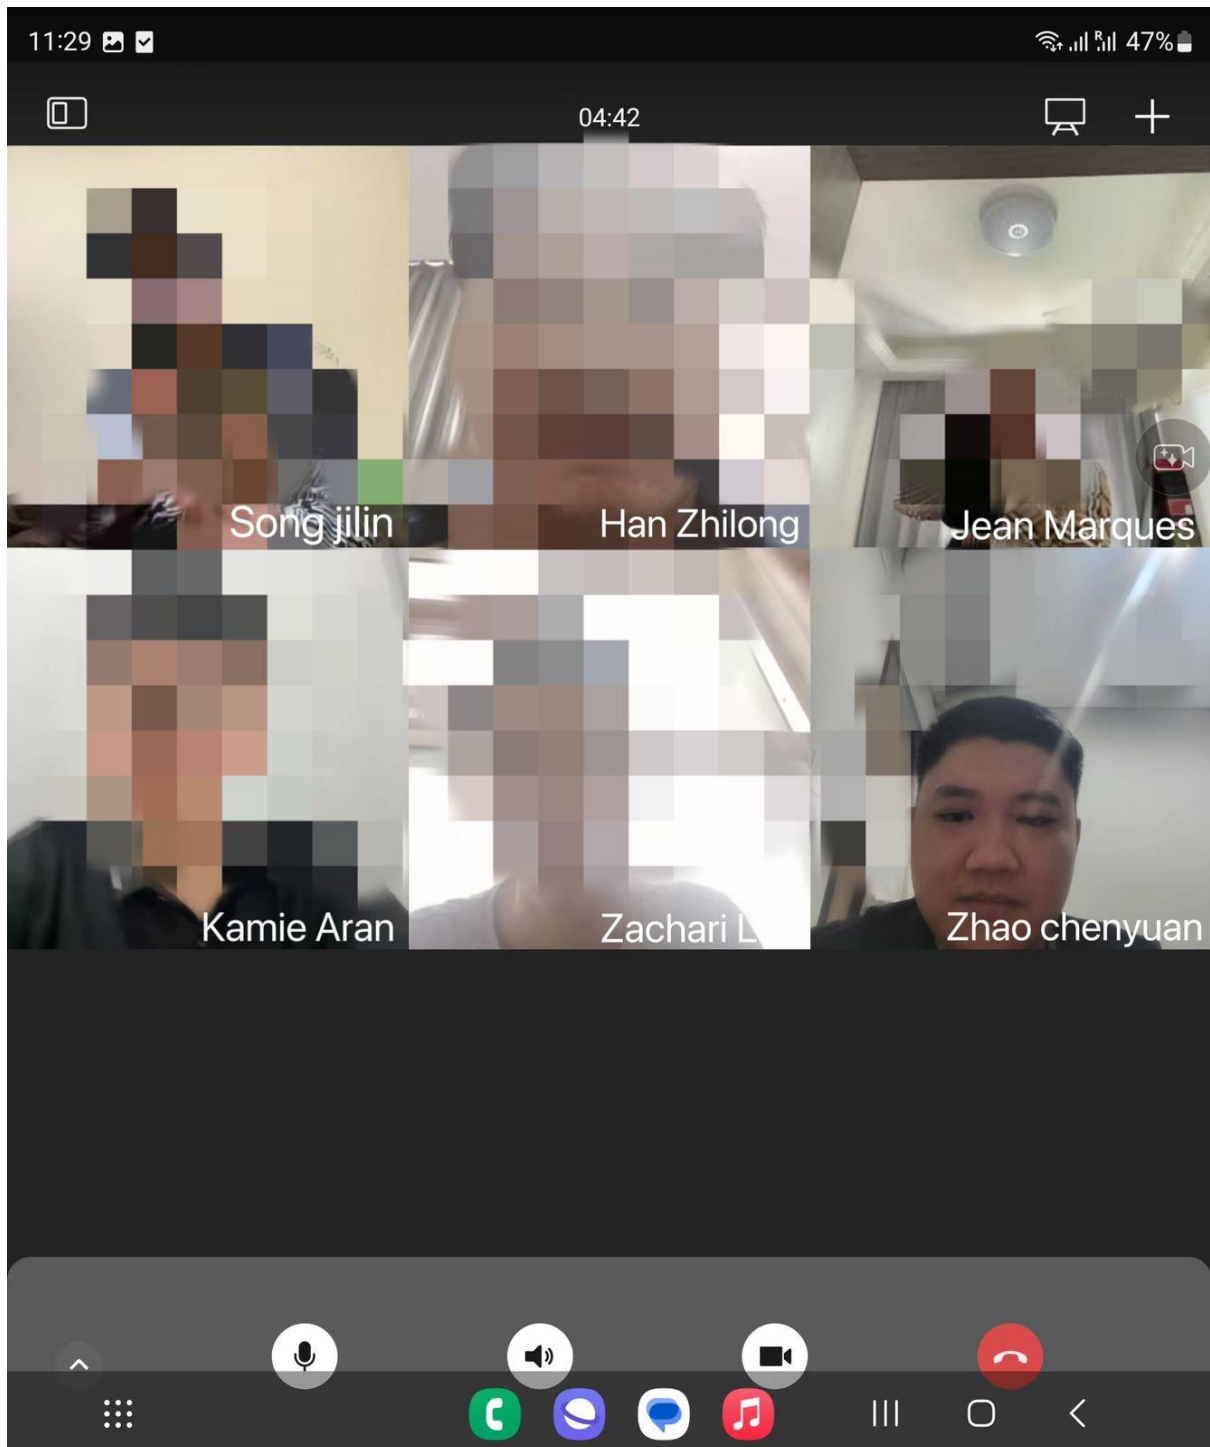 11:29
47%
04:42
Song jilin
Han Zhilong
Jean Marques
Kamie Aran
Zachari
Zhao chenyuan